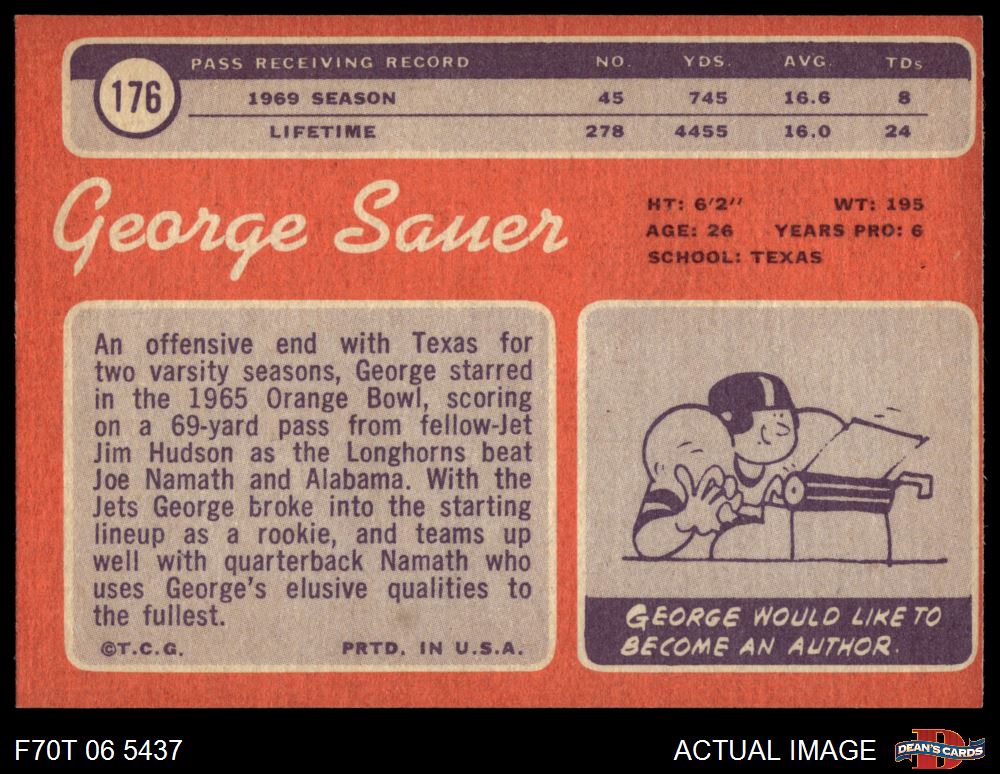 176
PASS RECEIVING RECORD NO. YDS. AVG. TDs
1969 SEASON 45 745 16.6 8
LIFETIME 278 4455 16.0 24
George Sauer
HT: 6'2" WT: 195
AGE: 26 YEARS PRO: 6
SCHOOL: TEXAS
An offensive end with Texas for
two varsity seasons, George starred
in the 1965 Orange Bowl, scoring
on a 69-yard pass from fellow-Jet
Jim Hudson as the Longhorns beat
Joe Namath and Alabama. With the
Jets George broke into the starting
lineup as a rookie, and teams up
well with quarterback Namath who
uses George's elusive qualities to
the fullest.
©T.C.G. PRTD. IN U.S.A.
GEORGE WOULD LIKE TO
BECOME AN AUTHOR.
F70T 06 5437
ACTUAL IMAGE
D
DEAN'S CARDS